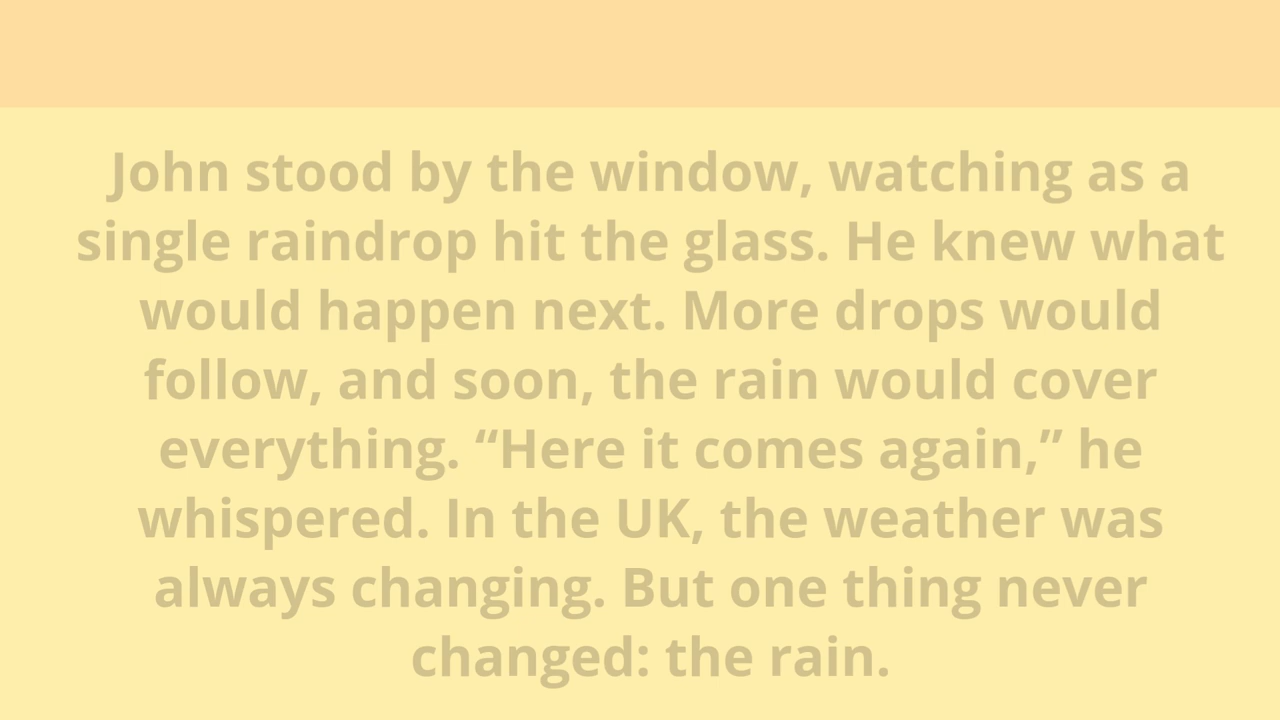 John stood by the window, watching as a
single raindrop hit the glass. He knew what
would happen next. More drops would
follow, and soon, the rain would cover
everything. “Here it comes again,” he
whispered. In the UK, the weather was
always changing. But one thing never
changed: the rain.